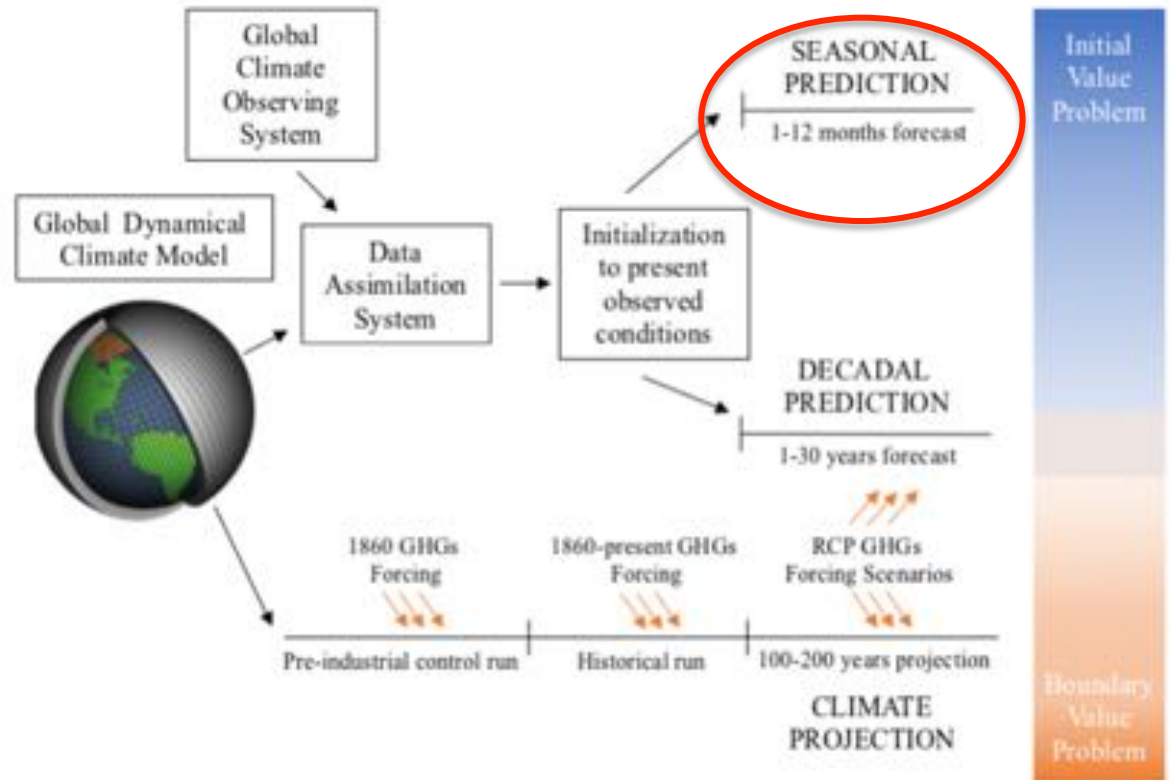 Global
Climate
Observing
System
SEASONAL
PREDICTION
1-12 months forecast
Initial
Value
Problem
Global Dynamical
Climate Model
Data
Assimilation
System
Initialization
to present
observed
conditions
DECADAL
PREDICTION
1-30 years forecast
1860 GHGs
Forcing
1860-present GHGs
Forcing
RCP GHGs
Forcing Scenarios
Pre-industrial control run
Historical run
100-200 years projection
CLIMATE
PROJECTION
Boundary
Value
Problem